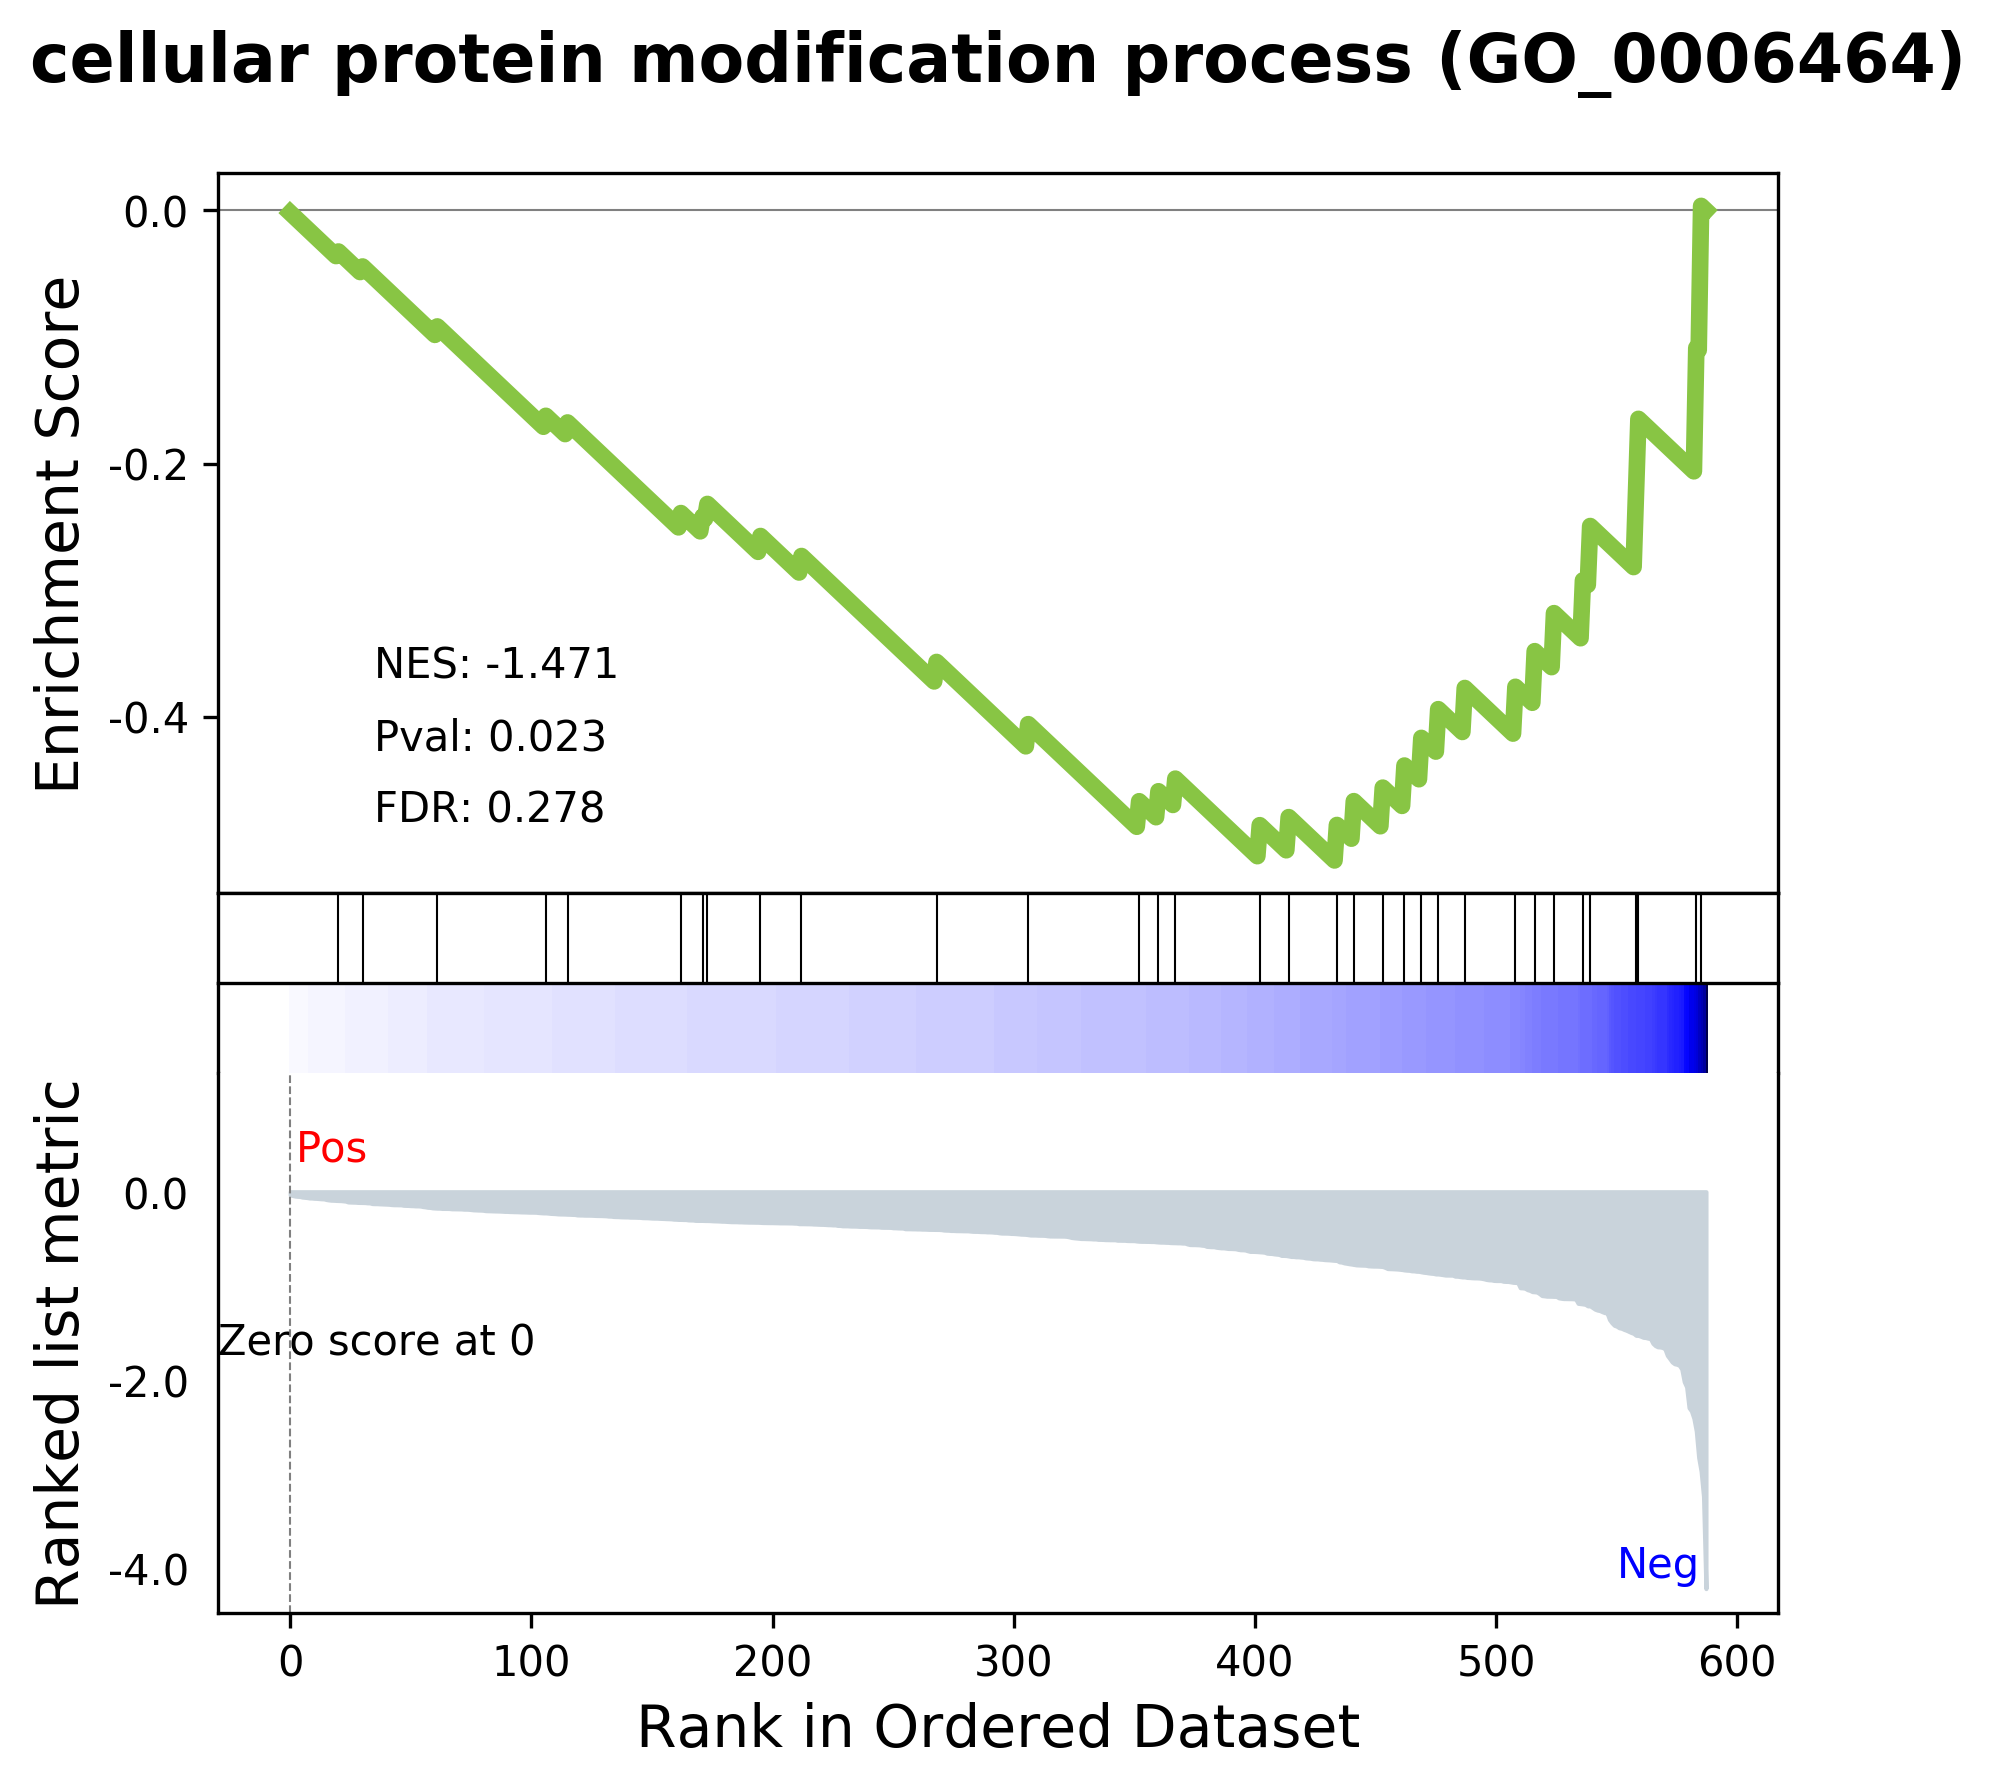 cellular protein modification process (GO_0006464)
Enrichment Score
0.0
-0.2
-0.4
NES: -1.471
Pval: 0.023
FDR: 0.278
Ranked list metric
Pos
0.0
Zero score at 0
-2.0
-4.0
Neg
0 100 200 300 400 500 600
Rank in Ordered Dataset